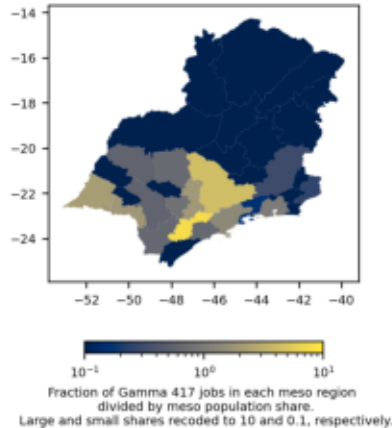 −14
−16
−18
−20
−22
−24
−52 −50 −48 −46 −44 −42 −40
10⁻¹ 10⁰ 10¹
Fraction of Gamma 417 jobs in each meso region
divided by meso population share.
Large and small shares recoded to 10 and 0.1, respectively